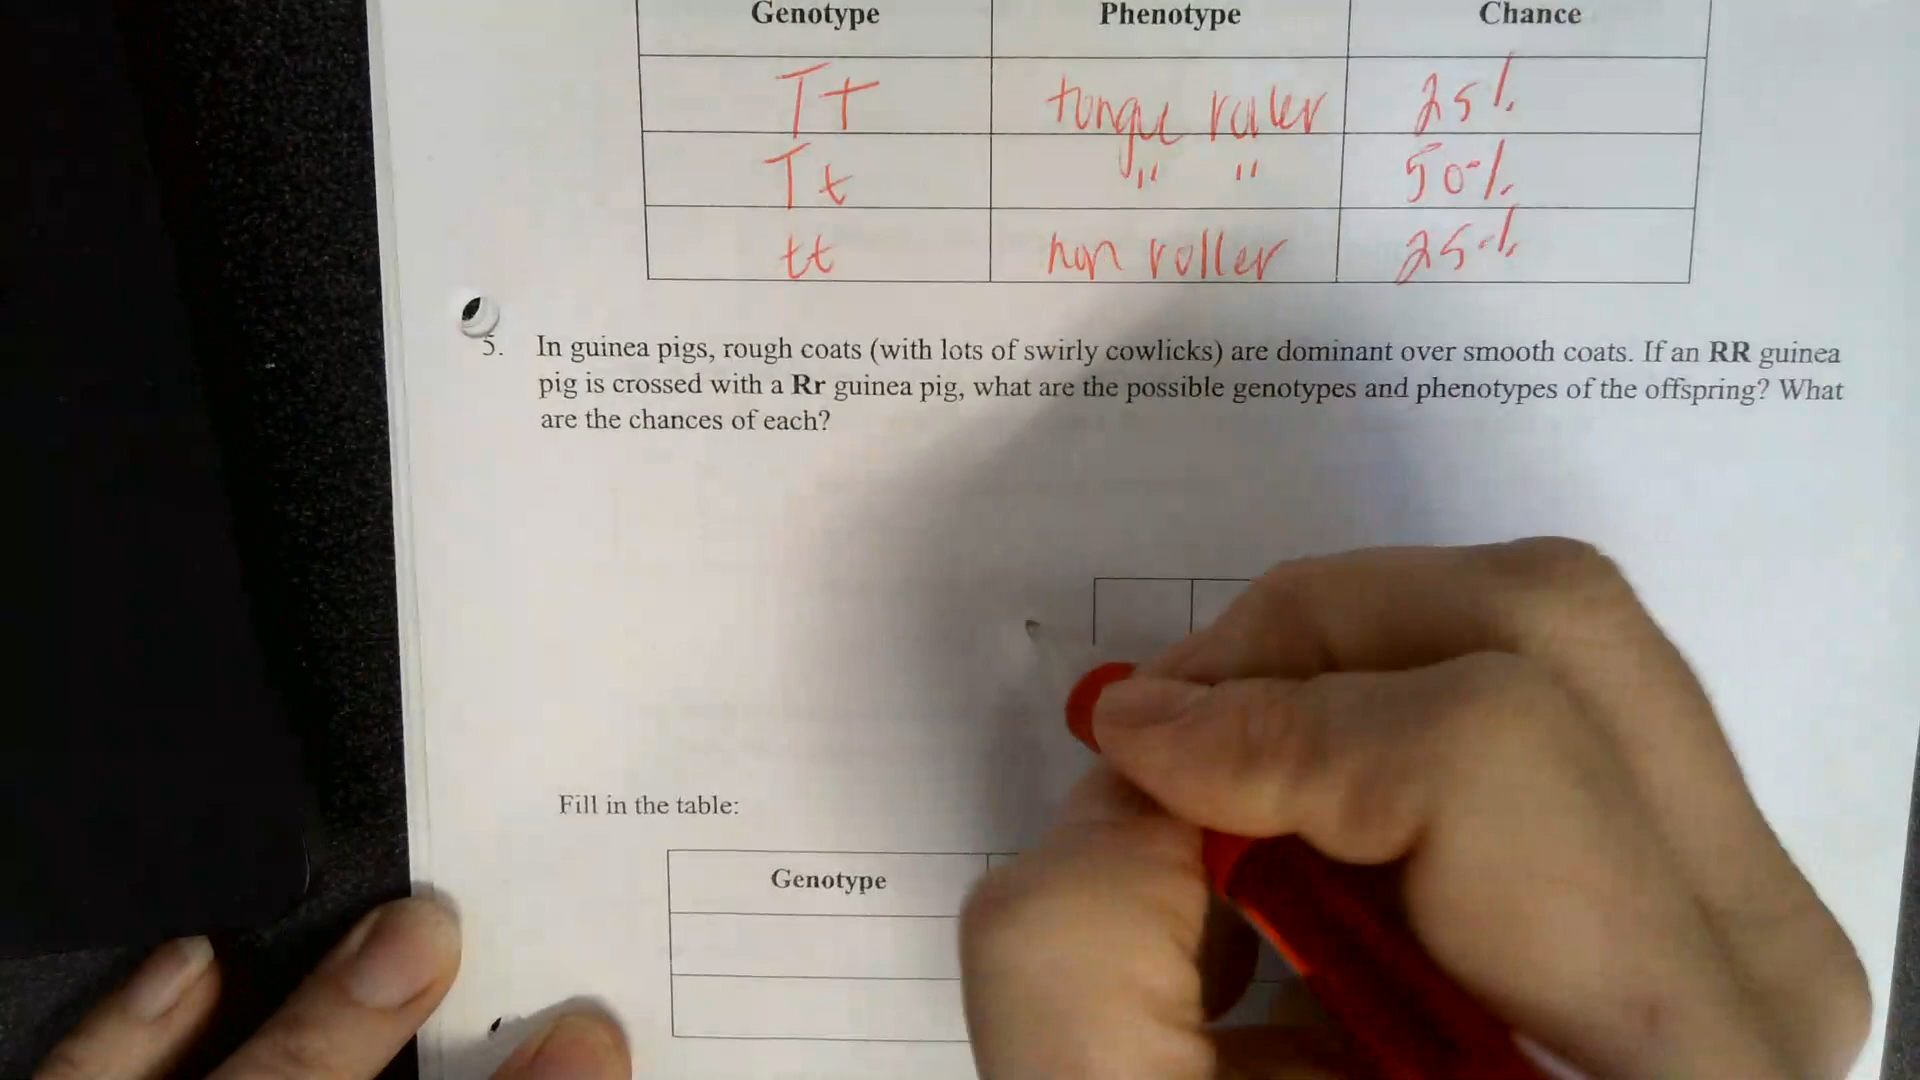 Genotype Phenotype Chance
TT tongue roller 25%
Tt " " 50%
tt non roller 25%
5. In guinea pigs, rough coats (with lots of swirly cowlicks) are dominant over smooth coats. If an RR guinea
pig is crossed with a Rr guinea pig, what are the possible genotypes and phenotypes of the offspring? What
are the chances of each?
Fill in the table:
Genotype